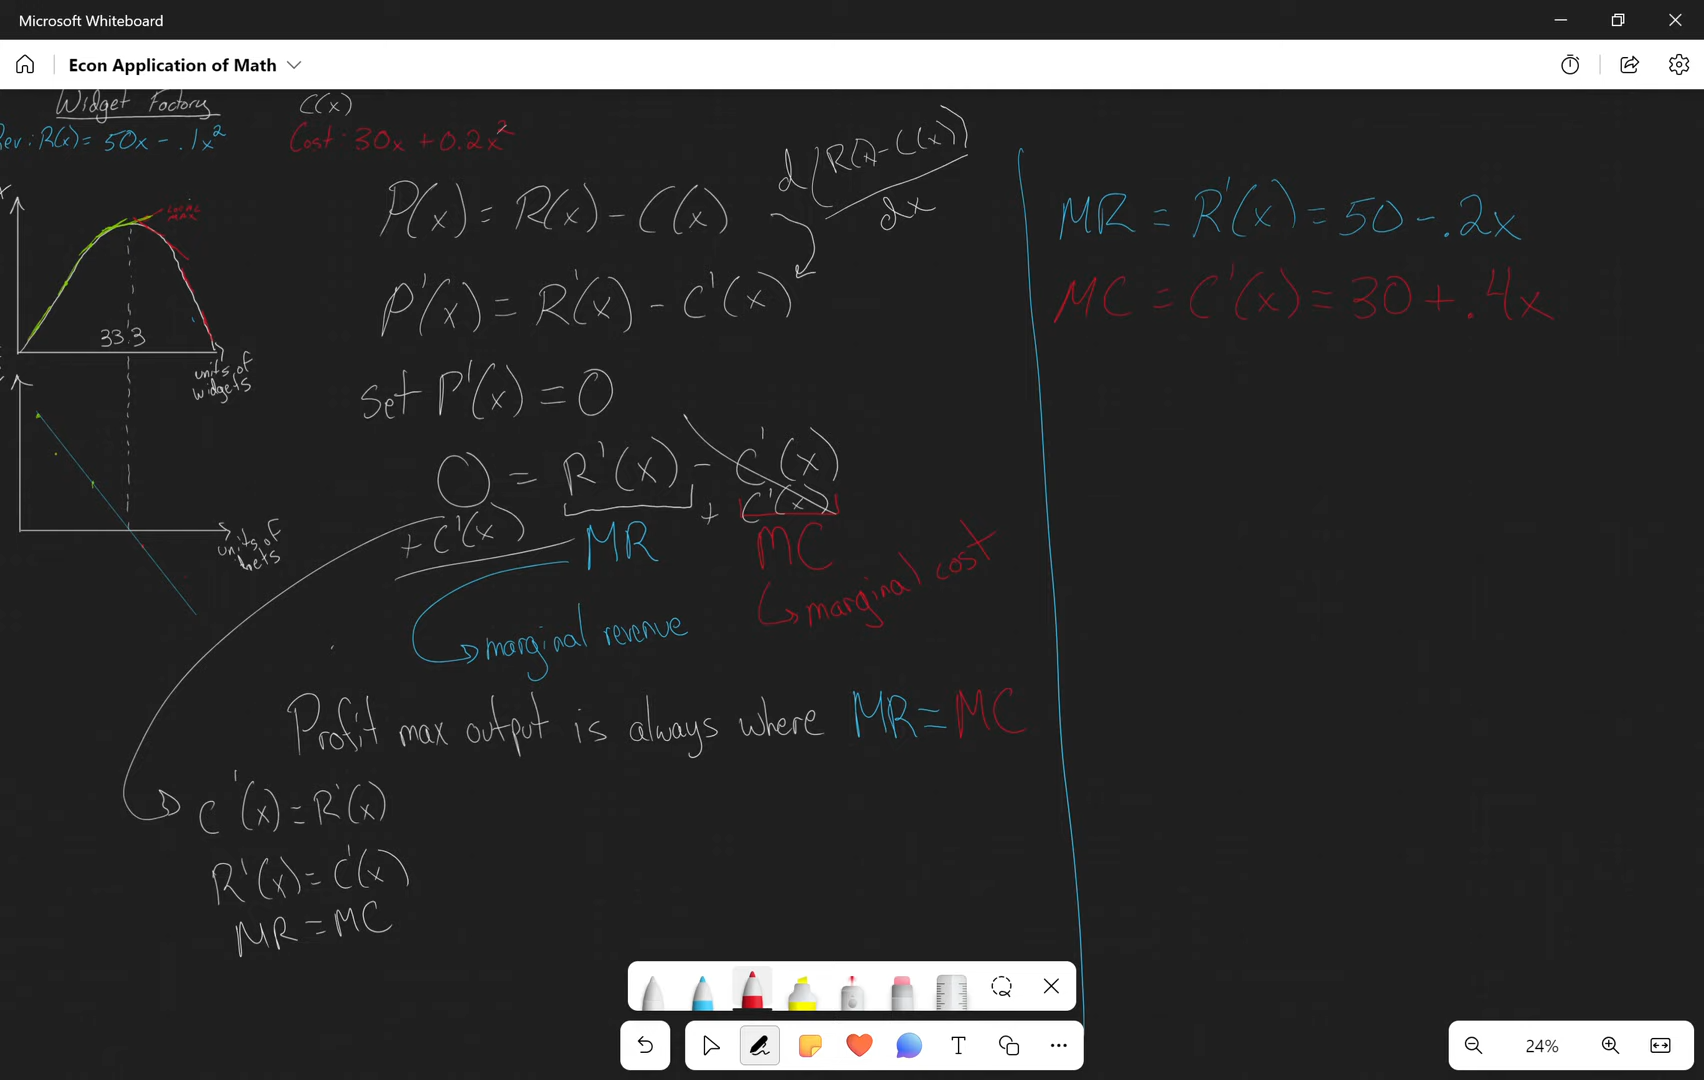 Microsoft Whiteboard
Econ Application of Math
Widget Factory
C(x)
Rev: R(x) = 50x - .1x²
Cost: 30x + 0.2x²
LOCAL
MAX
33.3
units of
widgets
units of
P(x) = R(x) - C(x)
d(R(x) - C(x))
dx
P'(x) = R'(x) - C'(x)
set P'(x) = 0
0 = R'(x) - C'(x)
+ C'(x) + C'(x)
MR MC
marginal revenue
marginal cost
Profit max output is always where MR = MC
C'(x) = R'(x)
R'(x) = C'(x)
MR = MC
MR = R'(x) = 50 - .2x
MC = C'(x) = 30 + .4x
24%